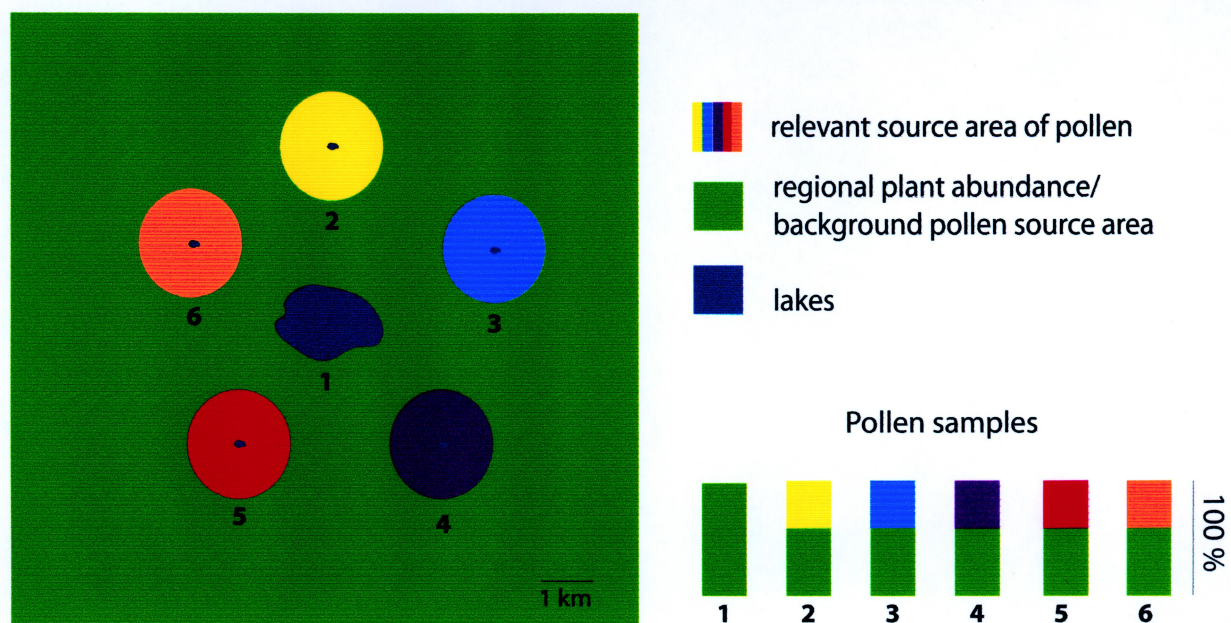 2
6
3
1
5
4
1 km
relevant source area of pollen
regional plant abundance/
background pollen source area
lakes
Pollen samples
100 %
1 2 3 4 5 6